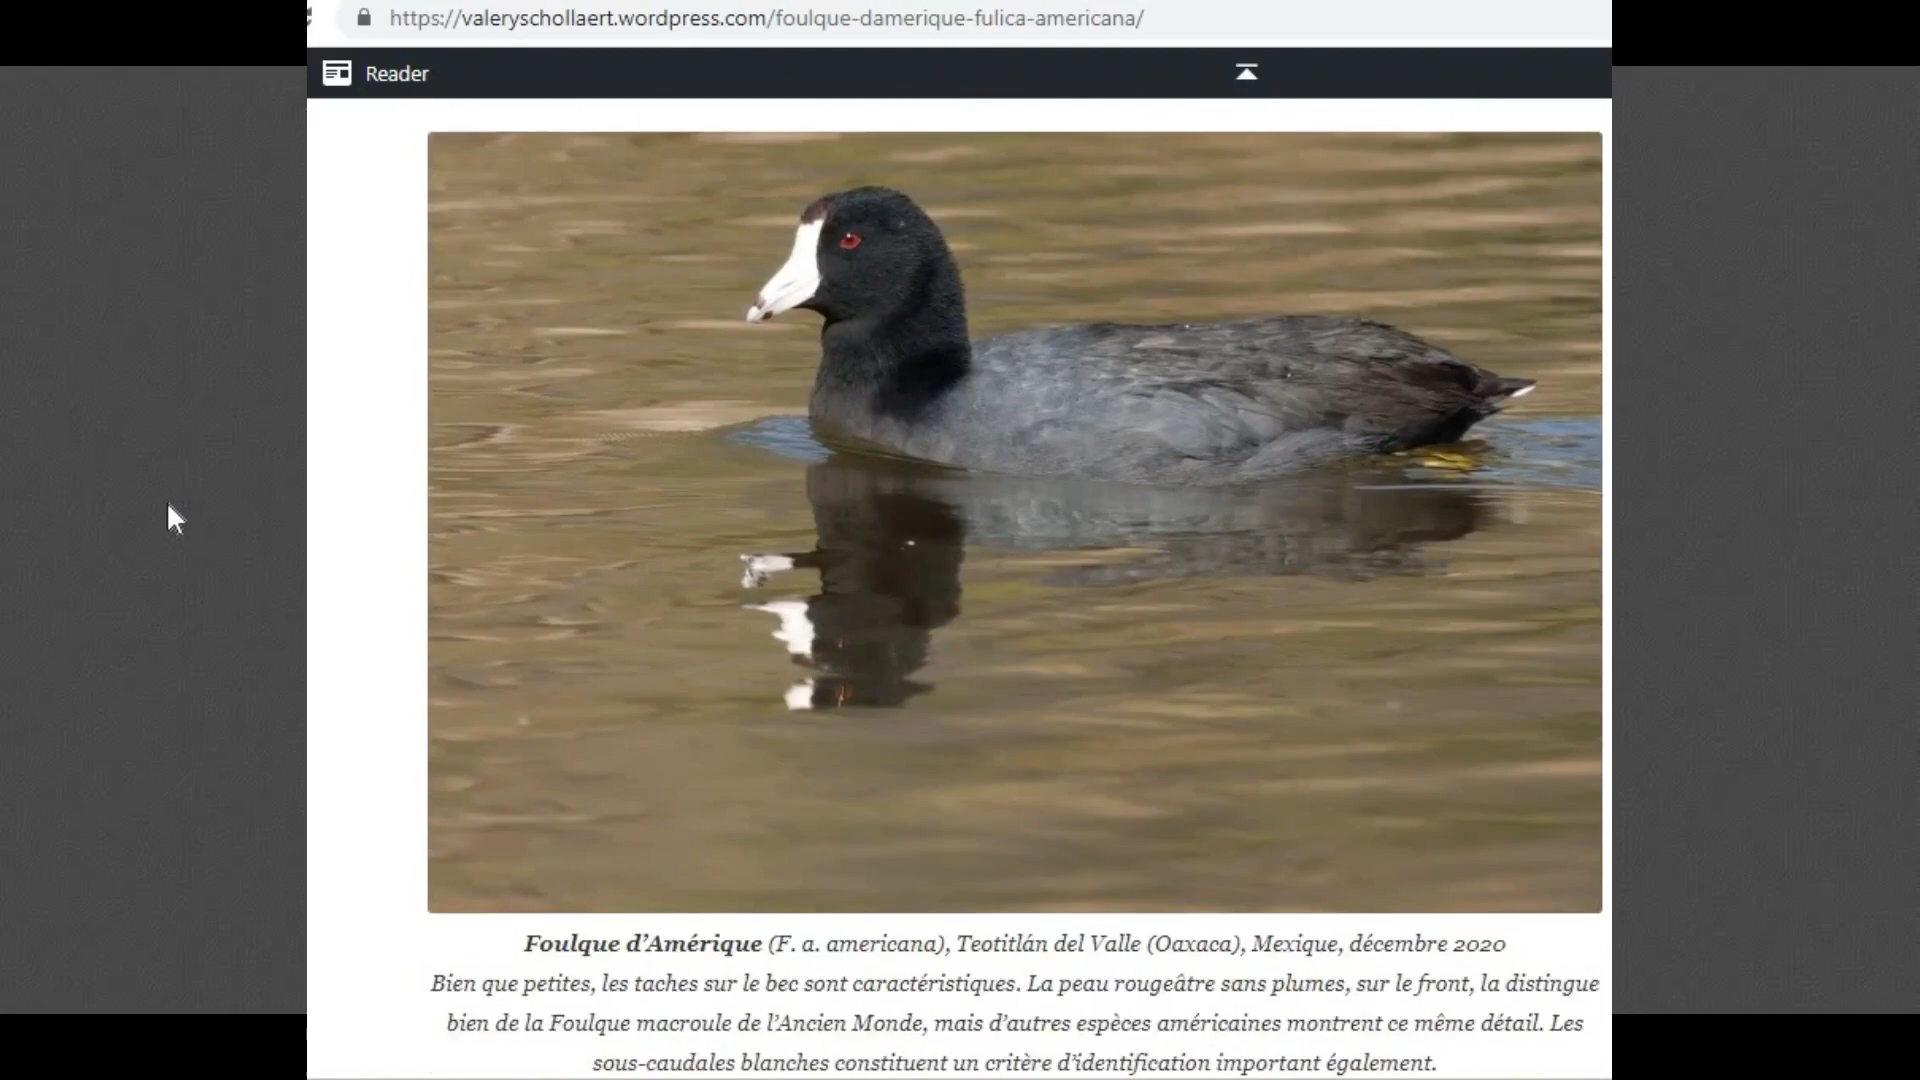 https://valeryschollaert.wordpress.com/foulque-damerique-fulica-americana/
Reader
Foulque d’Amérique (F. a. americana), Teotitlán del Valle (Oaxaca), Mexique, décembre 2020
Bien que petites, les taches sur le bec sont caractéristiques. La peau rougeâtre sans plumes, sur le front, la distingue
bien de la Foulque macroule de l’Ancien Monde, mais d’autres espèces américaines montrent ce même détail. Les
sous-caudales blanches constituent un critère d’identification important également.